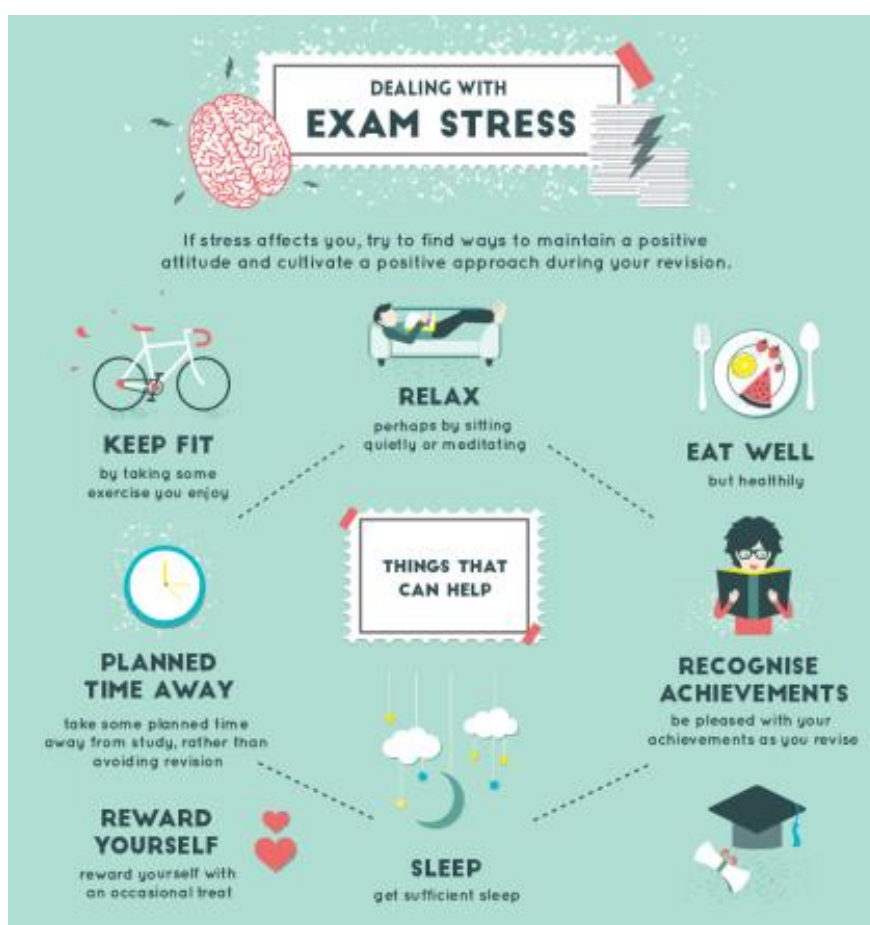 DEALING WITH
EXAM STRESS
If stress affects you, try to find ways to maintain a positive
attitude and cultivate a positive approach during your revision.
KEEP FIT
by taking some
exercise you enjoy
RELAX
perhaps by sitting
quietly or meditating
EAT WELL
but healthily
THINGS THAT
CAN HELP
PLANNED
TIME AWAY
take some planned time
away from study, rather than
avoiding revision
RECOGNISE
ACHIEVEMENTS
be pleased with your
achievements as you revise
REWARD
YOURSELF
reward yourself with
an occasional treat
SLEEP
get sufficient sleep